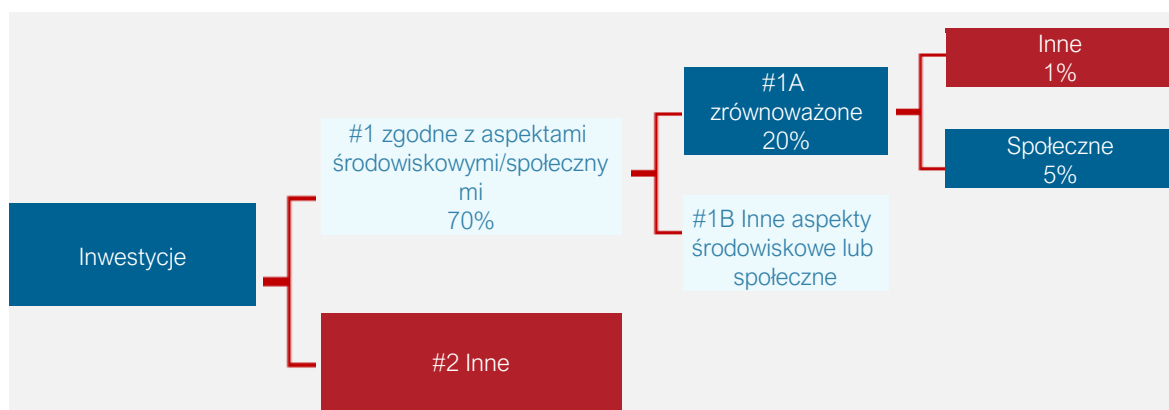 Inwestycje
#1 zgodne z aspektami
środowiskowymi/społeczny
mi
70%
#2 Inne
#1A
zrównoważone
20%
#1B Inne aspekty
środowiskowe lub
społeczne
Inne
1%
Społeczne
5%